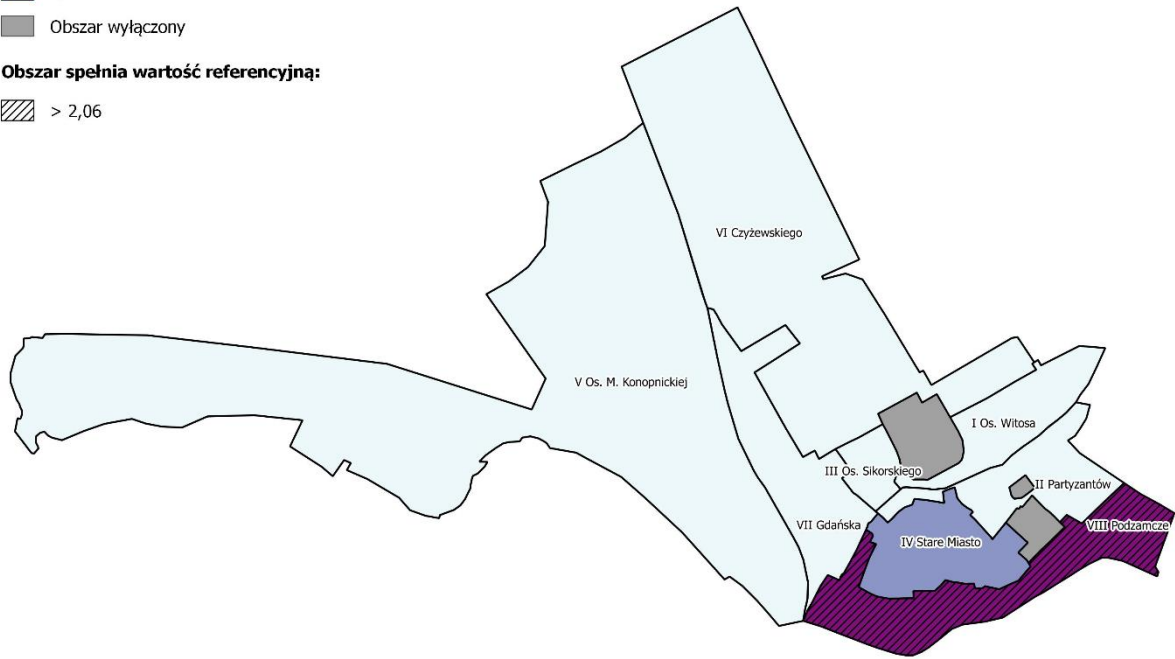 Obszar wyłączony
Obszar spełnia wartość referencyjną:
> 2,06
VI Czyżewskiego
V Os. M. Konopnickiej
I Os. Witosa
III Os. Sikorskiego
II Partyzantów
VII Gdańska
VIII Podzamcze
IV Stare Miasto